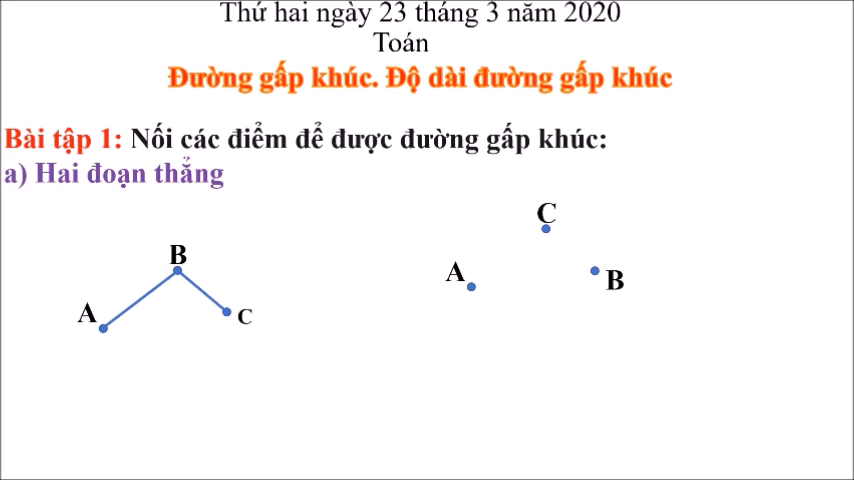 Thứ hai ngày 23 tháng 3 năm 2020
Toán
Đường gấp khúc. Độ dài đường gấp khúc
Bài tập 1: Nối các điểm để được đường gấp khúc:
a) Hai đoạn thẳng
B
A
C
C
A
B